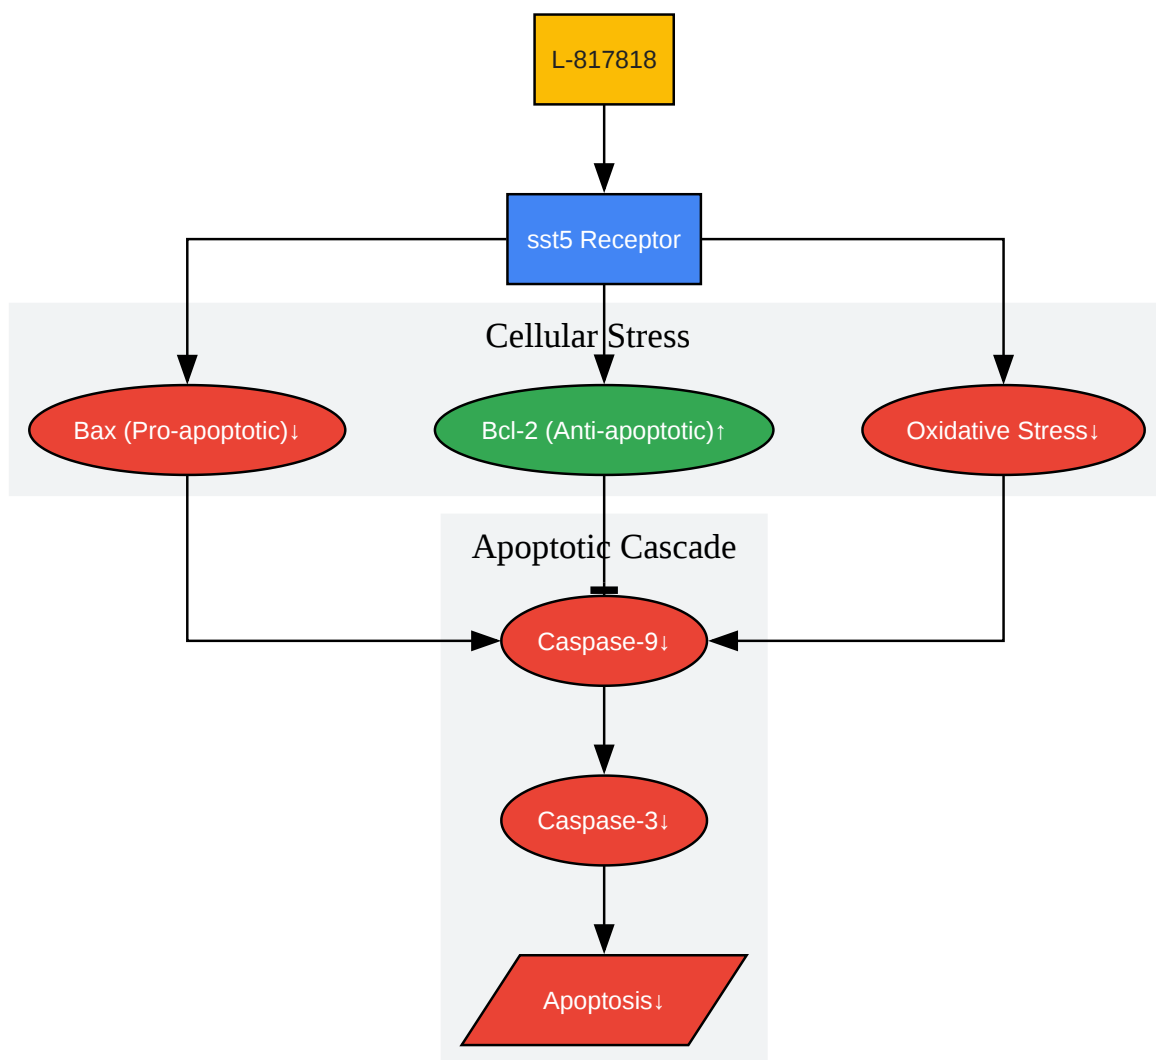 L-817818
sst5 Receptor
Cellular Stress
Bax (Pro-apoptotic)↓
Bcl-2 (Anti-apoptotic)↑
Oxidative Stress↓
Apoptotic Cascade
Caspase-9↓
Caspase-3↓
Apoptosis↓